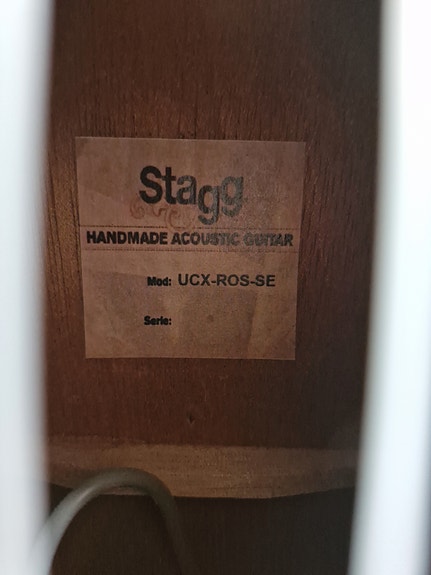 Stagg
HANDMADE ACOUSTIC GUITAR
Mod: UCX-ROS-SE
Serie: